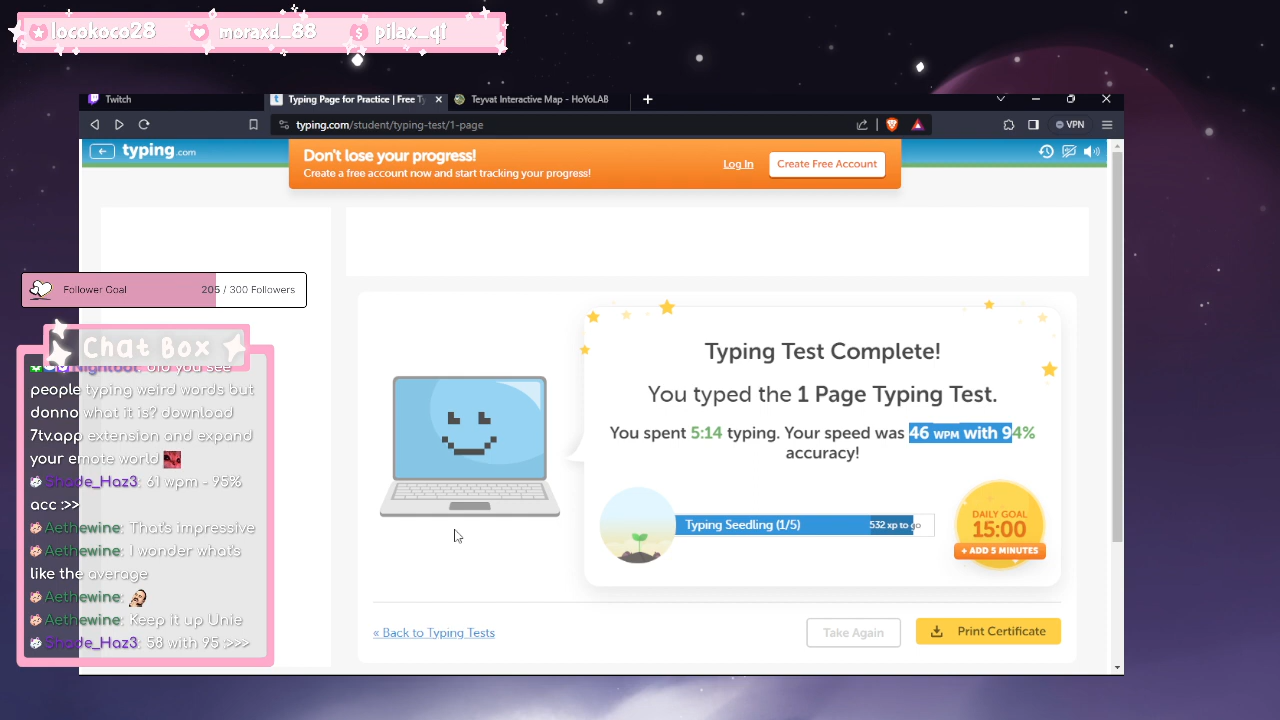 locokoco28 moraxd_88 pilax_qt
Twitch
Typing Page for Practice | Free Ty
Teyvat Interactive Map - HoYoLAB
typing.com/student/typing-test/1-page
VPN
typing.com
Don't lose your progress!
Create a free account now and start tracking your progress!
Log In
Create Free Account
Follower Goal 205 / 300 Followers
Chat Box
you see
people typing weird words but
donno what it is? download
7tv.app extension and expand
your emote world
Shade_Haz3: 61 wpm - 95%
acc :>>
Aethewine: That's impressive
Aethewine: I wonder what's
like the average
Aethewine:
Aethewine: Keep it up Unie
Shade_Haz3: 58 with 95 :>>>
Typing Test Complete!
You typed the 1 Page Typing Test.
You spent 5:14 typing. Your speed was 46 WPM with 94%
accuracy!
Typing Seedling (1/5)
532 xp to go
DAILY GOAL
15:00
+ ADD 5 MINUTES
« Back to Typing Tests
Take Again
Print Certificate